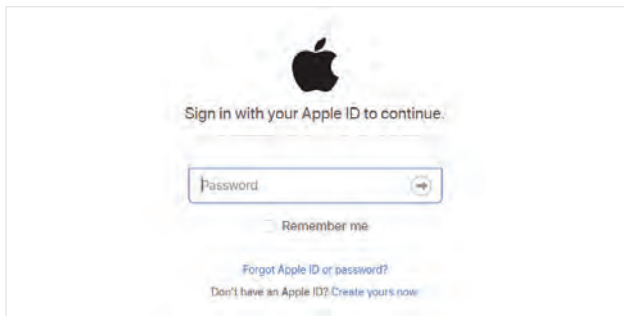 Sign in with your Apple ID to continue.
Password
Remember me
Forgot Apple ID or password?
Don't have an Apple ID? Create yours now